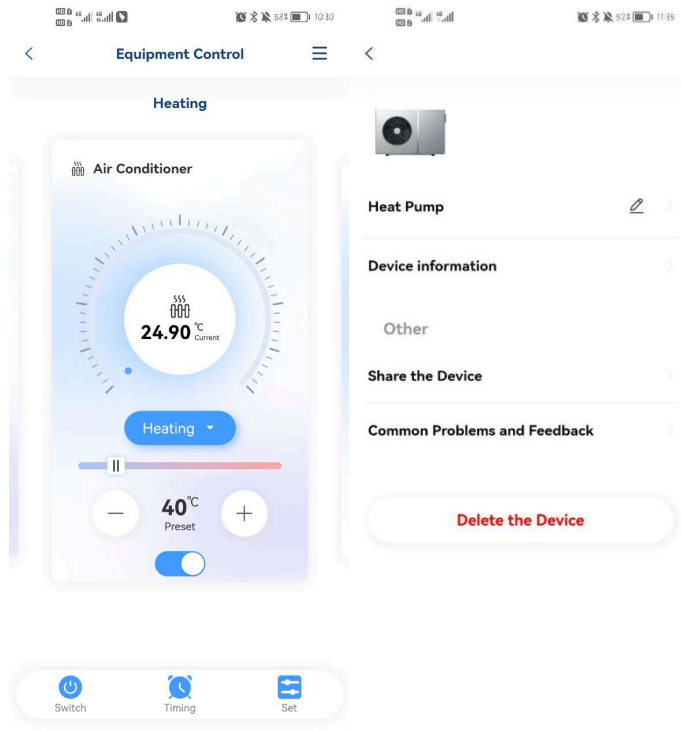 58% 10:30
Equipment Control
Heating
Air Conditioner
24.90 °C
Current
Heating
40°C
Preset
Switch Timing Set
52% 11:35
Heat Pump
Device information
Other
Share the Device
Common Problems and Feedback
Delete the Device